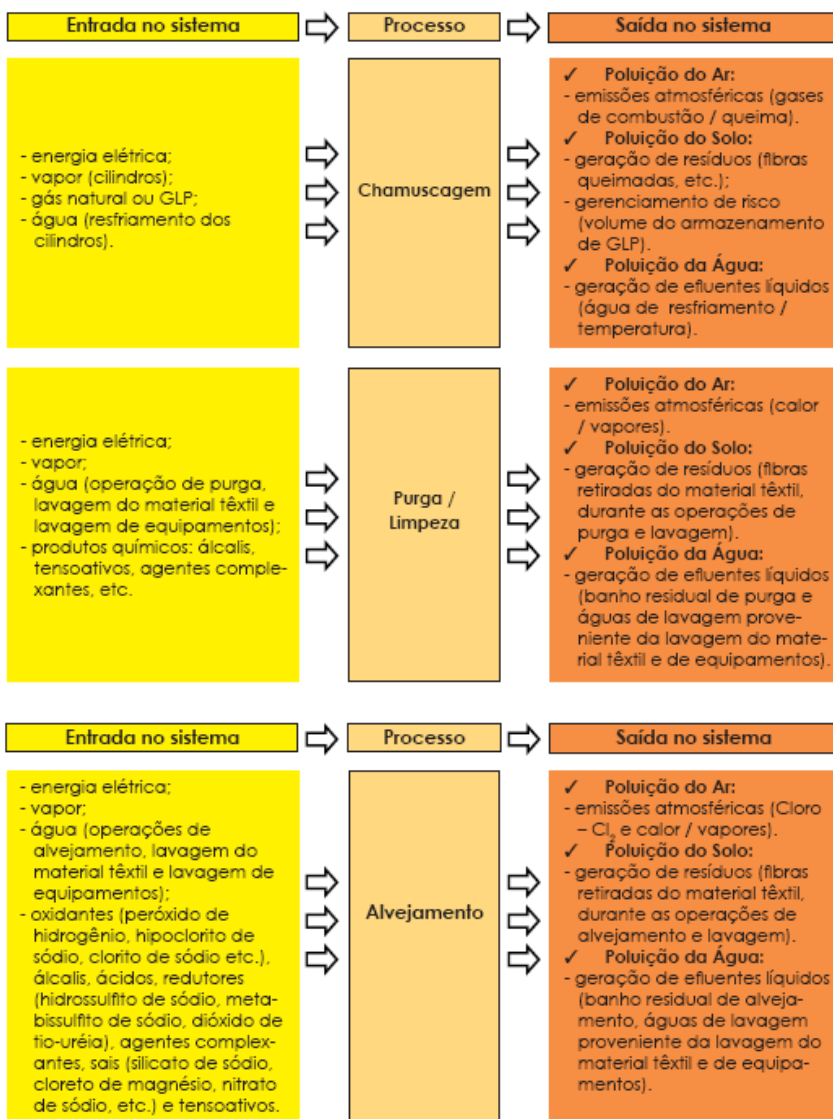 Entrada no sistema
Processo
Saída no sistema
- energia elétrica;
- vapor (cilindros);
- gás natural ou GLP;
- água (resfriamento dos
cilindros).
Chamuscagem
✓ Poluição do Ar:
- emissões atmosféricas (gases
de combustão / queima).
✓ Poluição do Solo:
- geração de resíduos (fibras
queimadas, etc.);
- gerenciamento de risco
(volume do armazenamento
de GLP).
✓ Poluição da Água:
- geração de efluentes líquidos
(água de resfriamento /
temperatura).
- energia elétrica;
- vapor;
- água (operação de purga,
lavagem do material têxtil e
lavagem de equipamentos);
- produtos químicos: álcalis,
tensoativos, agentes comple-
xantes, etc.
Purga /
Limpeza
✓ Poluição do Ar:
- emissões atmosféricas (calor
/ vapores).
✓ Poluição do Solo:
- geração de resíduos (fibras
retiradas do material têxtil,
durante as operações de
purga e lavagem).
✓ Poluição da Água:
- geração de efluentes líquidos
(banho residual de purga e
águas de lavagem prove-
niente da lavagem do mate-
rial têxtil e de equipamentos).
Entrada no sistema
Processo
Saída no sistema
- energia elétrica;
- vapor;
- água (operações de
alvejamento, lavagem do
material têxtil e lavagem de
equipamentos);
- oxidantes (peróxido de
hidrogênio, hipoclorito de
sódio, clorito de sódio etc.),
álcalis, ácidos, redutores
(hidrossulfito de sódio, meta-
bissulfito de sódio, dióxido de
tio-uréia), agentes complex-
antes, sais (silicato de sódio,
cloreto de magnésio, nitrato
de sódio, etc.) e tensoativos.
Alvejamento
✓ Poluição do Ar:
- emissões atmosféricas (Cloro
– Cl₂ e calor / vapores).
✓ Poluição do Solo:
- geração de resíduos (fibras
retiradas do material têxtil,
durante as operações de
alvejamento e lavagem).
✓ Poluição da Água:
- geração de efluentes líquidos
(banho residual de alveja-
mento, águas de lavagem
proveniente da lavagem do
material têxtil e de equipa-
mentos).